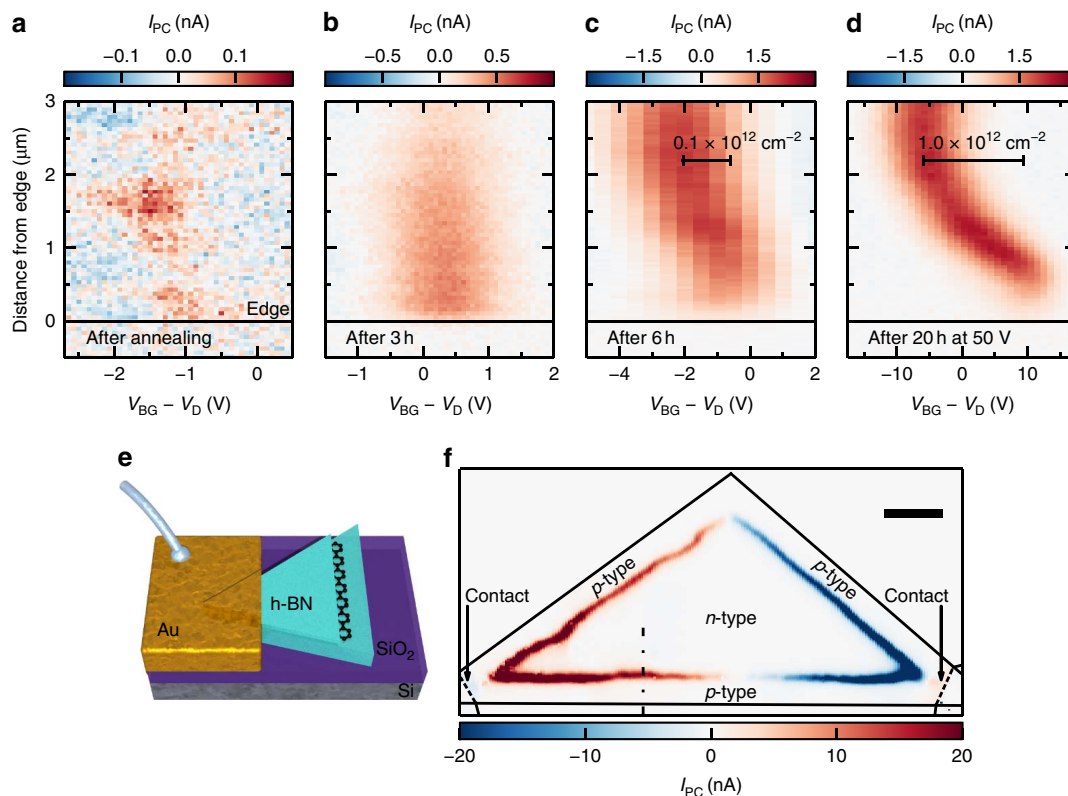 a b c d
I_PC (nA) I_PC (nA) I_PC (nA) I_PC (nA)
−0.1 0.0 0.1 −0.5 0.0 0.5 −1.5 0.0 1.5 −1.5 0.0 1.5
Distance from edge (μm)
3
2
1
0
0.1 × 10¹² cm⁻² 1.0 × 10¹² cm⁻²
Edge
After annealing After 3 h After 6 h After 20 h at 50 V
−2 −1 0 −1 0 1 2 −4 −2 0 2 −10 0 10
V_BG − V_D (V) V_BG − V_D (V) V_BG − V_D (V) V_BG − V_D (V)
e
Au
h-BN
SiO₂
Si
f
p-type p-type
Contact Contact
n-type
p-type
−20 −10 0 10 20
I_PC (nA)